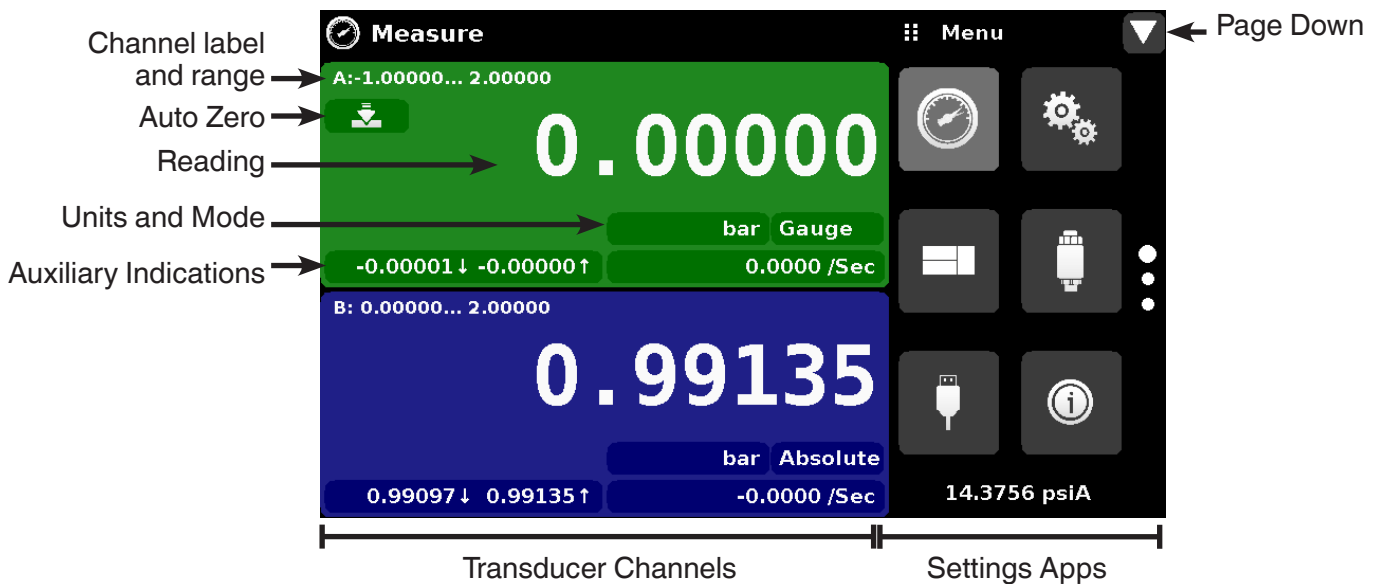 Measure
Menu
Page Down
Channel label
and range
A:-1.00000... 2.00000
Auto Zero
0.00000
Reading
Units and Mode
bar Gauge
Auxiliary Indications
-0.00001↓ -0.00000↑
0.0000 /Sec
B: 0.00000... 2.00000
0.99135
bar Absolute
0.99097↓ 0.99135↑
-0.0000 /Sec
14.3756 psiA
Transducer Channels
Settings Apps